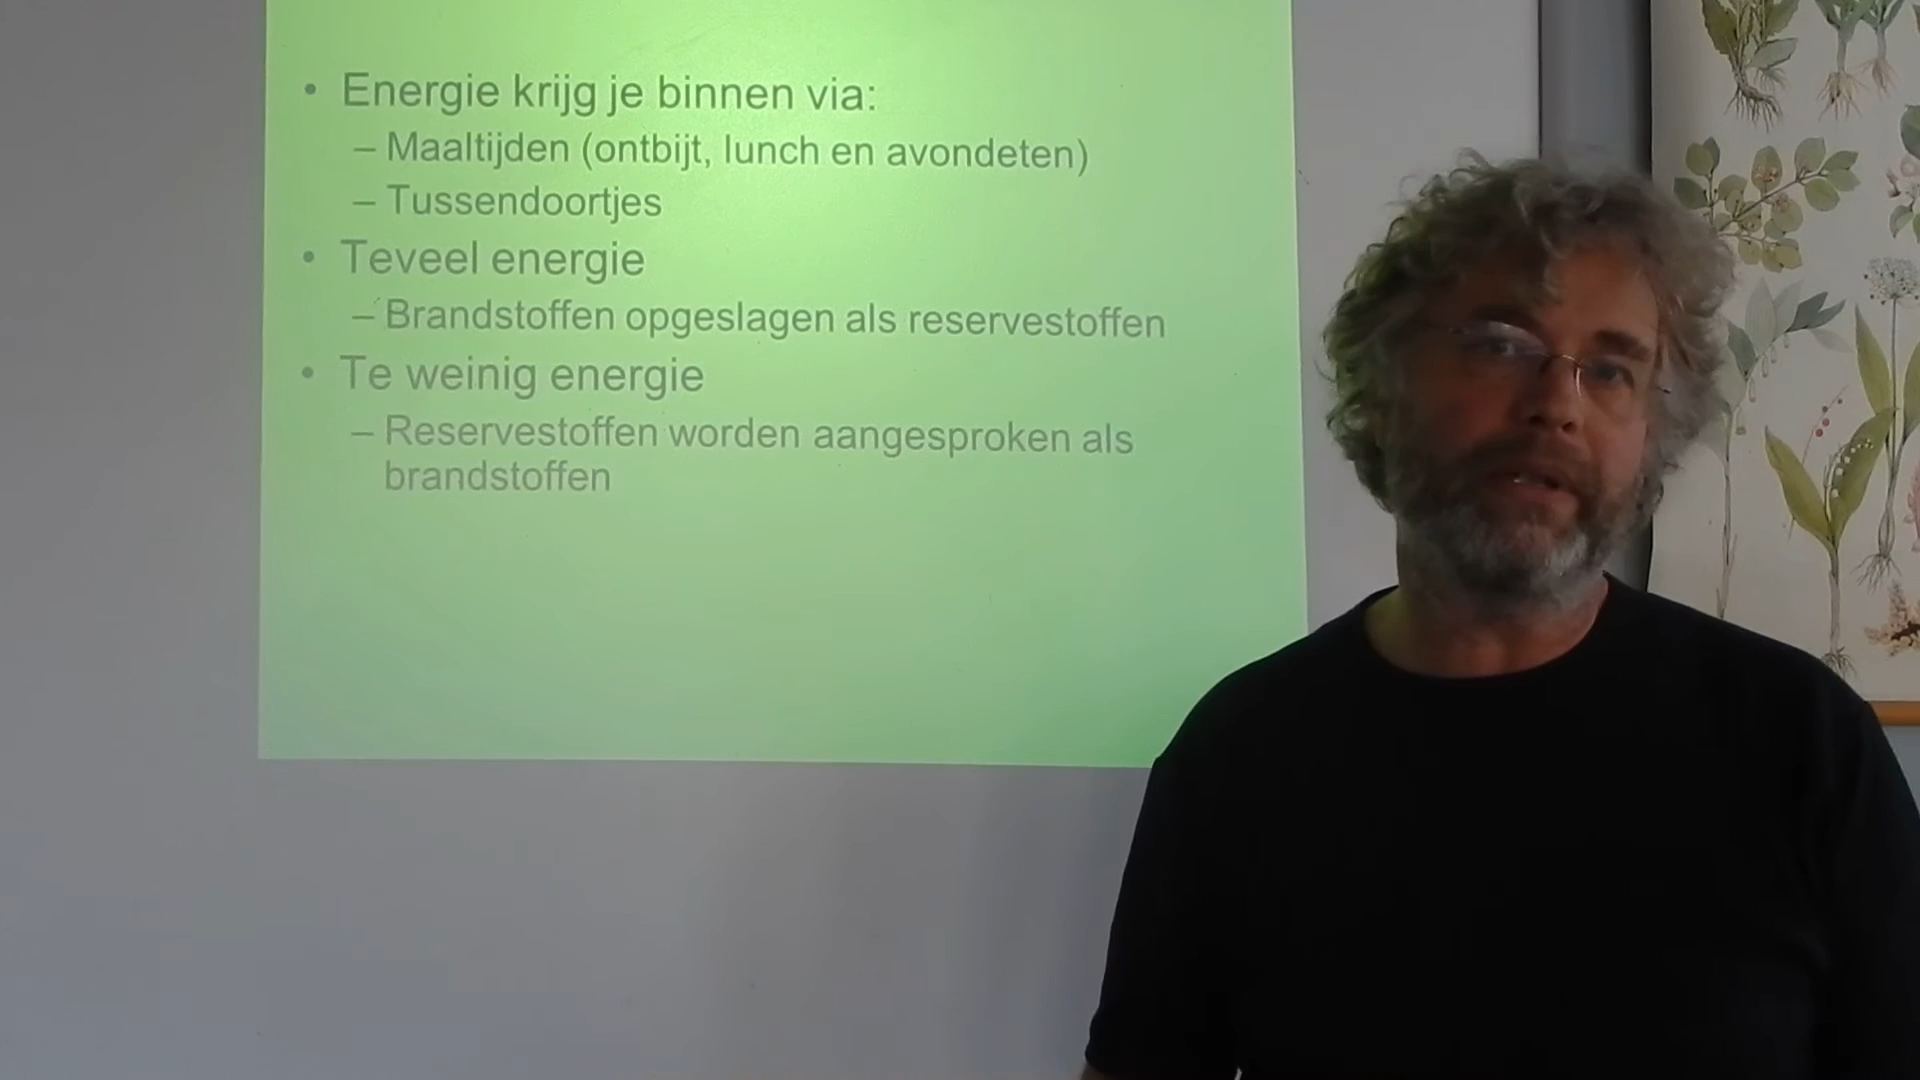 • Energie krijg je binnen via:
– Maaltijden (ontbijt, lunch en avondeten)
– Tussendoortjes
• Teveel energie
– Brandstoffen opgeslagen als reservestoffen
• Te weinig energie
– Reservestoffen worden aangesproken als
brandstoffen